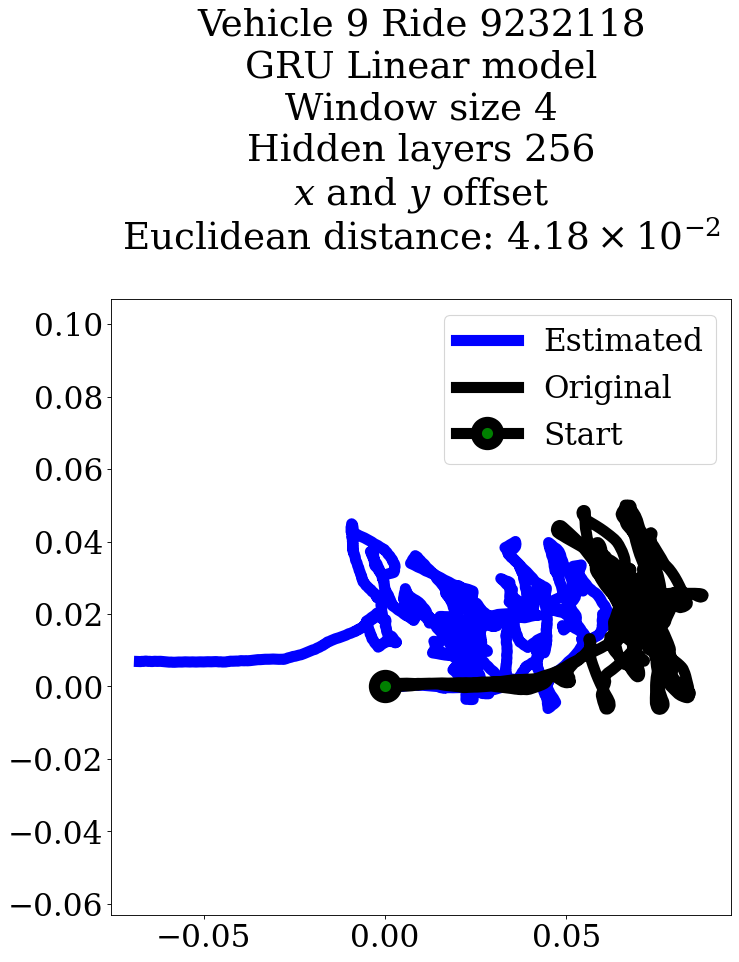 Vehicle 9 Ride 9232118
GRU Linear model
Window size 4
Hidden layers 256
x and y offset
Euclidean distance: 4.18 × 10⁻²
Estimated
Original
Start
0.10
0.08
0.06
0.04
0.02
0.00
−0.02
−0.04
−0.06
−0.05
0.00
0.05